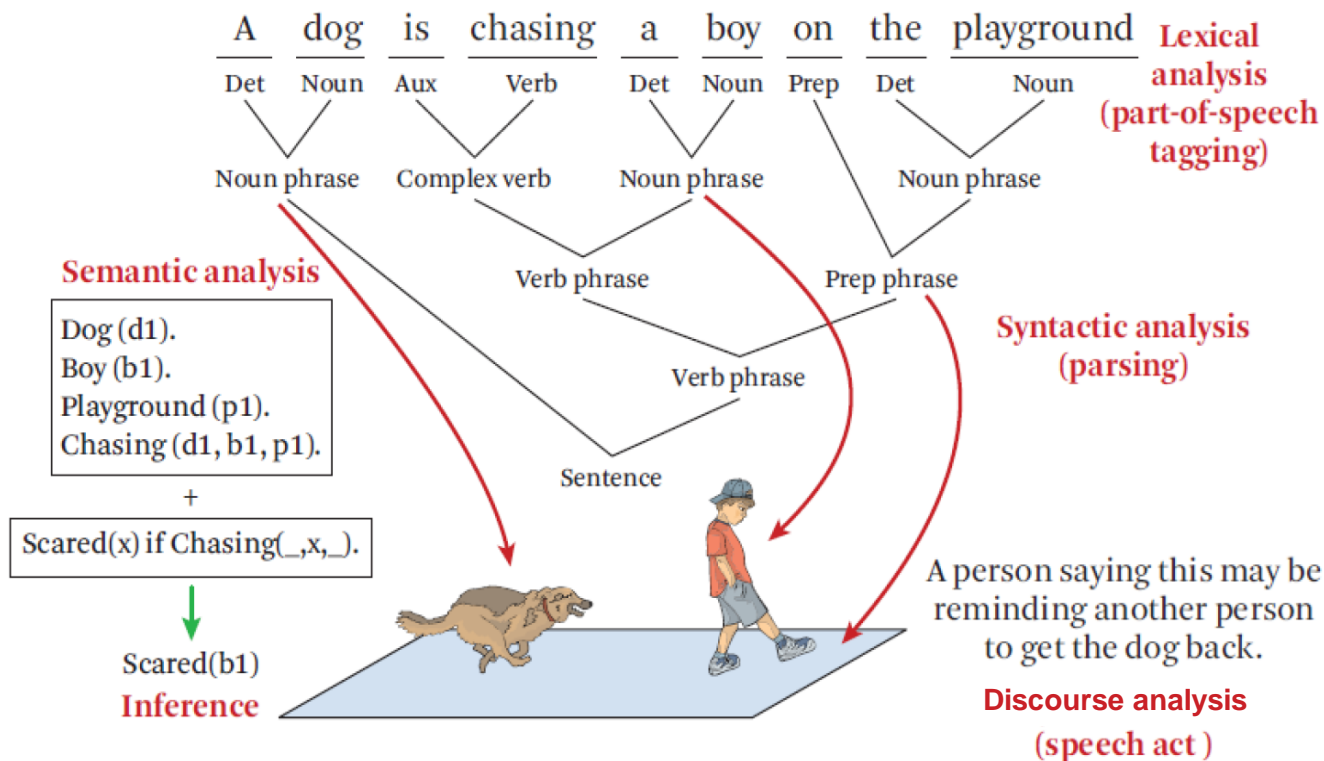 A dog is chasing a boy on the playground
Lexical
analysis
(part-of-speech
tagging)
Det Noun Aux Verb Det Noun Prep Det Noun
Noun phrase Complex verb Noun phrase Noun phrase
Semantic analysis
Verb phrase Prep phrase
Dog (d1).
Boy (b1).
Playground (p1).
Chasing (d1, b1, p1).
Syntactic analysis
(parsing)
Verb phrase
Sentence
+
Scared(x) if Chasing(_,x,_).
Scared(b1)
Inference
A person saying this may be
reminding another person
to get the dog back.
Discourse analysis
(speech act )